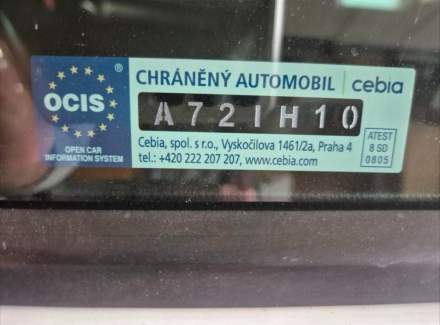 OCIS ®
OPEN CAR
INFORMATION SYSTEM
CHRÁNĚNÝ AUTOMOBIL cebia
A72IH10
Cebia, spol. s r.o., Vyskočilova 1461/2a, Praha 4
tel.: +420 222 207 207, www.cebia.com
ATEST
8 SD
0805